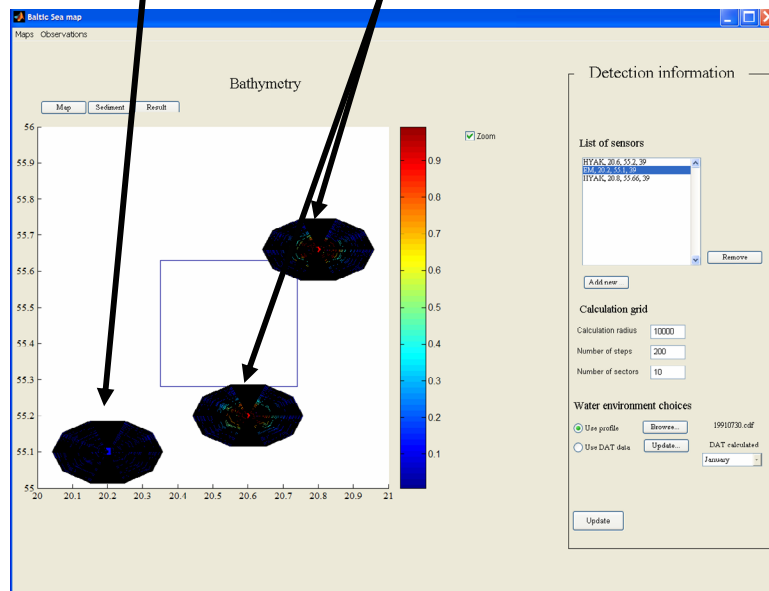 Baltic Sea map
Maps Observations
Bathymetry
Map Sediment Result
56
55.9
55.8
55.7
55.6
55.5
55.4
55.3
55.2
55.1
55
20 20.1 20.2 20.3 20.4 20.5 20.6 20.7 20.8 20.9 21
0.9
0.8
0.7
0.6
0.5
0.4
0.3
0.2
0.1
Zoom
Detection information
List of sensors
HYAK, 20.6, 55.2, 39
EM, 20.2, 55.1, 39
HYAK, 20.8, 55.66, 39
Remove
Add new...
Calculation grid
Calculation radius 10000
Number of steps 200
Number of sectors 10
Water environment choices
Use profile Browse... 19910730.edf
Use DAT data Update... DAT calculated
January
Update